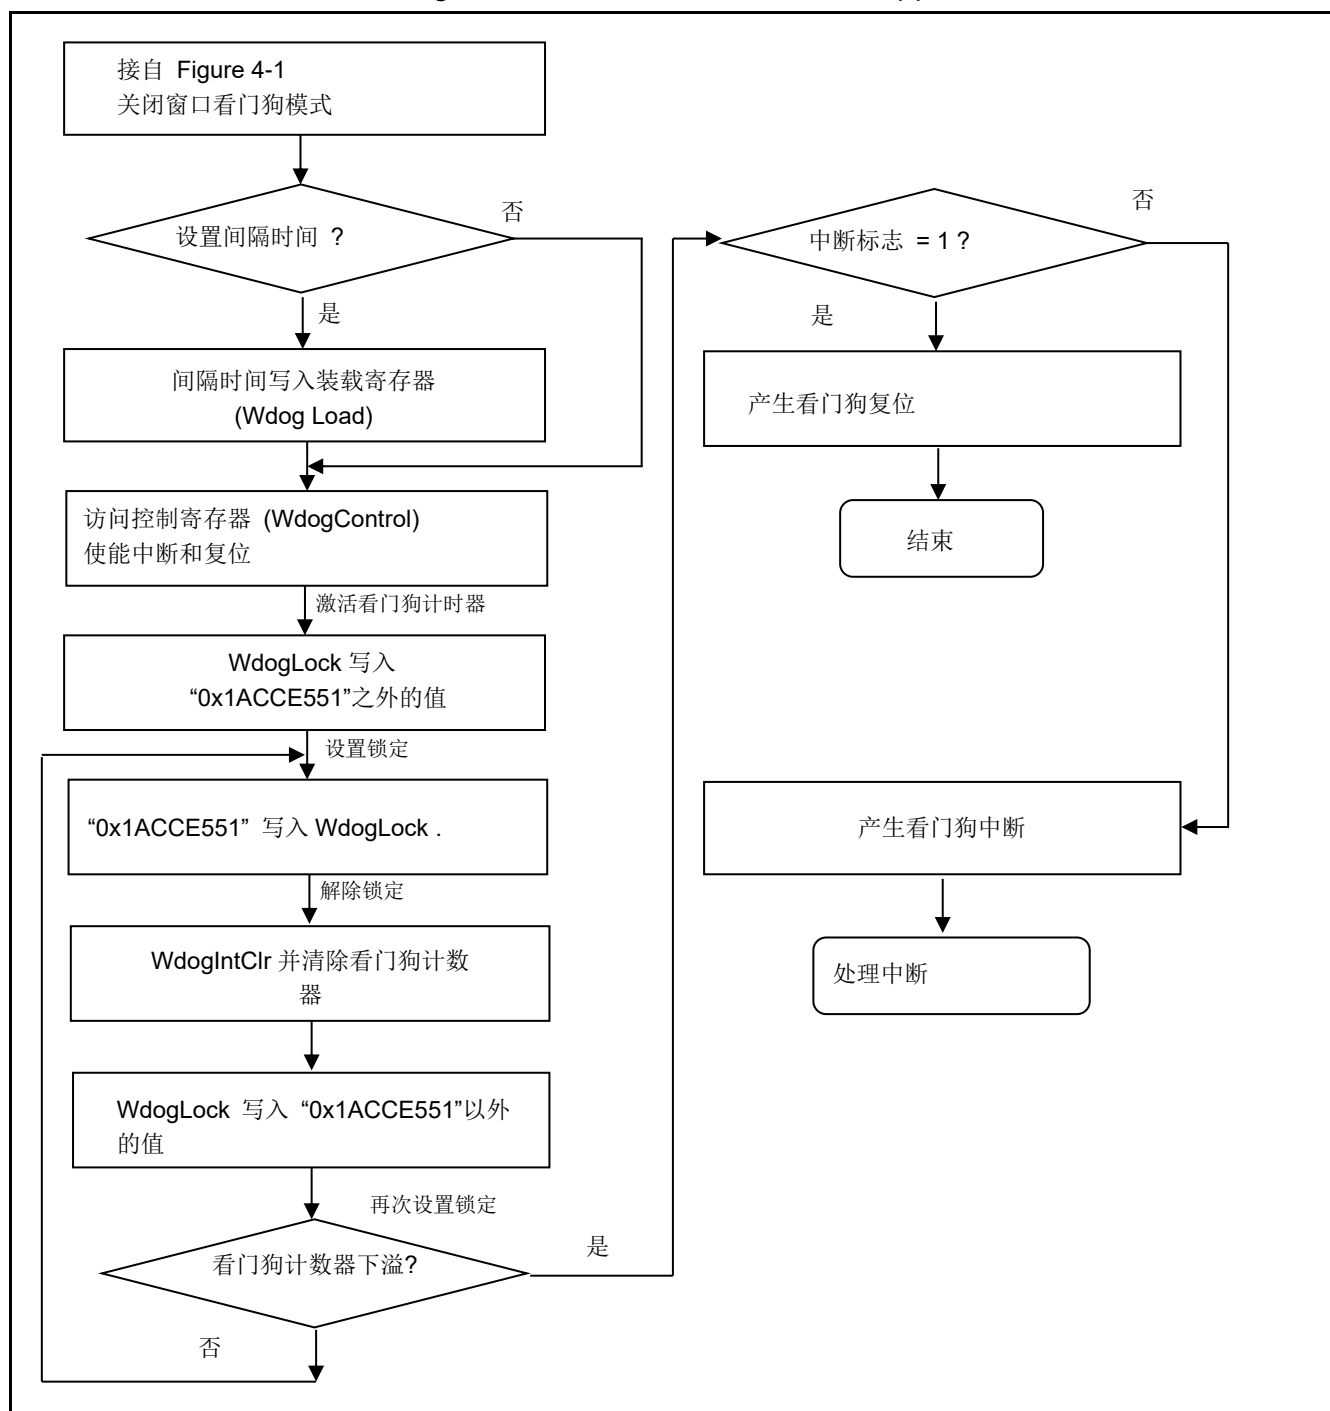 接自 Figure 4-1
关闭窗口看门狗模式
设置间隔时间 ?
否
是
间隔时间写入装载寄存器
(Wdog Load)
访问控制寄存器 (WdogControl)
使能中断和复位
激活看门狗计时器
WdogLock 写入
“0x1ACCE551”之外的值
设置锁定
“0x1ACCE551” 写入 WdogLock .
解除锁定
WdogIntClr 并清除看门狗计数
器
WdogLock 写入 “0x1ACCE551”以外
的值
再次设置锁定
看门狗计数器下溢?
是
否
中断标志 = 1 ?
否
是
产生看门狗复位
结束
产生看门狗中断
处理中断